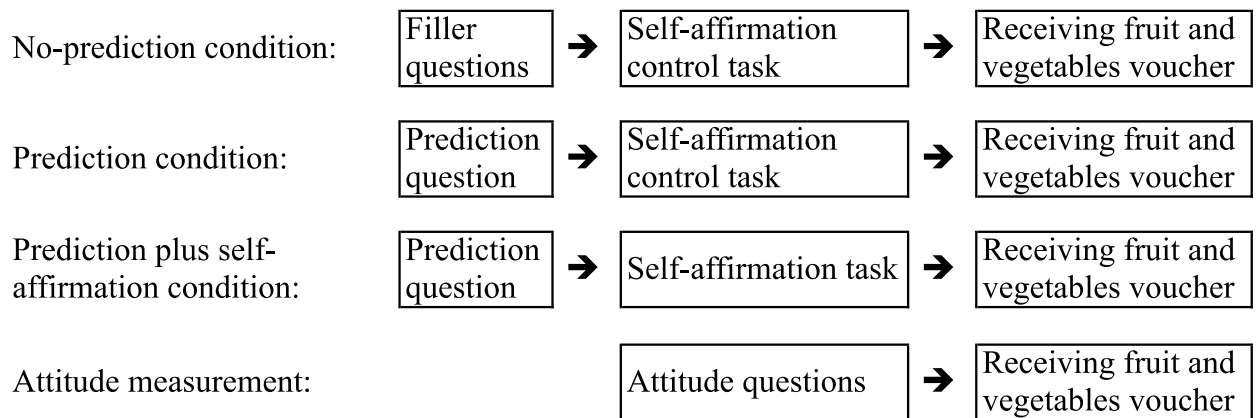 No-prediction condition:
Filler
questions
Self-affirmation
control task
Receiving fruit and
vegetables voucher
Prediction condition:
Prediction
question
Self-affirmation
control task
Receiving fruit and
vegetables voucher
Prediction plus self-
affirmation condition:
Prediction
question
Self-affirmation task
Receiving fruit and
vegetables voucher
Attitude measurement:
Attitude questions
Receiving fruit and
vegetables voucher